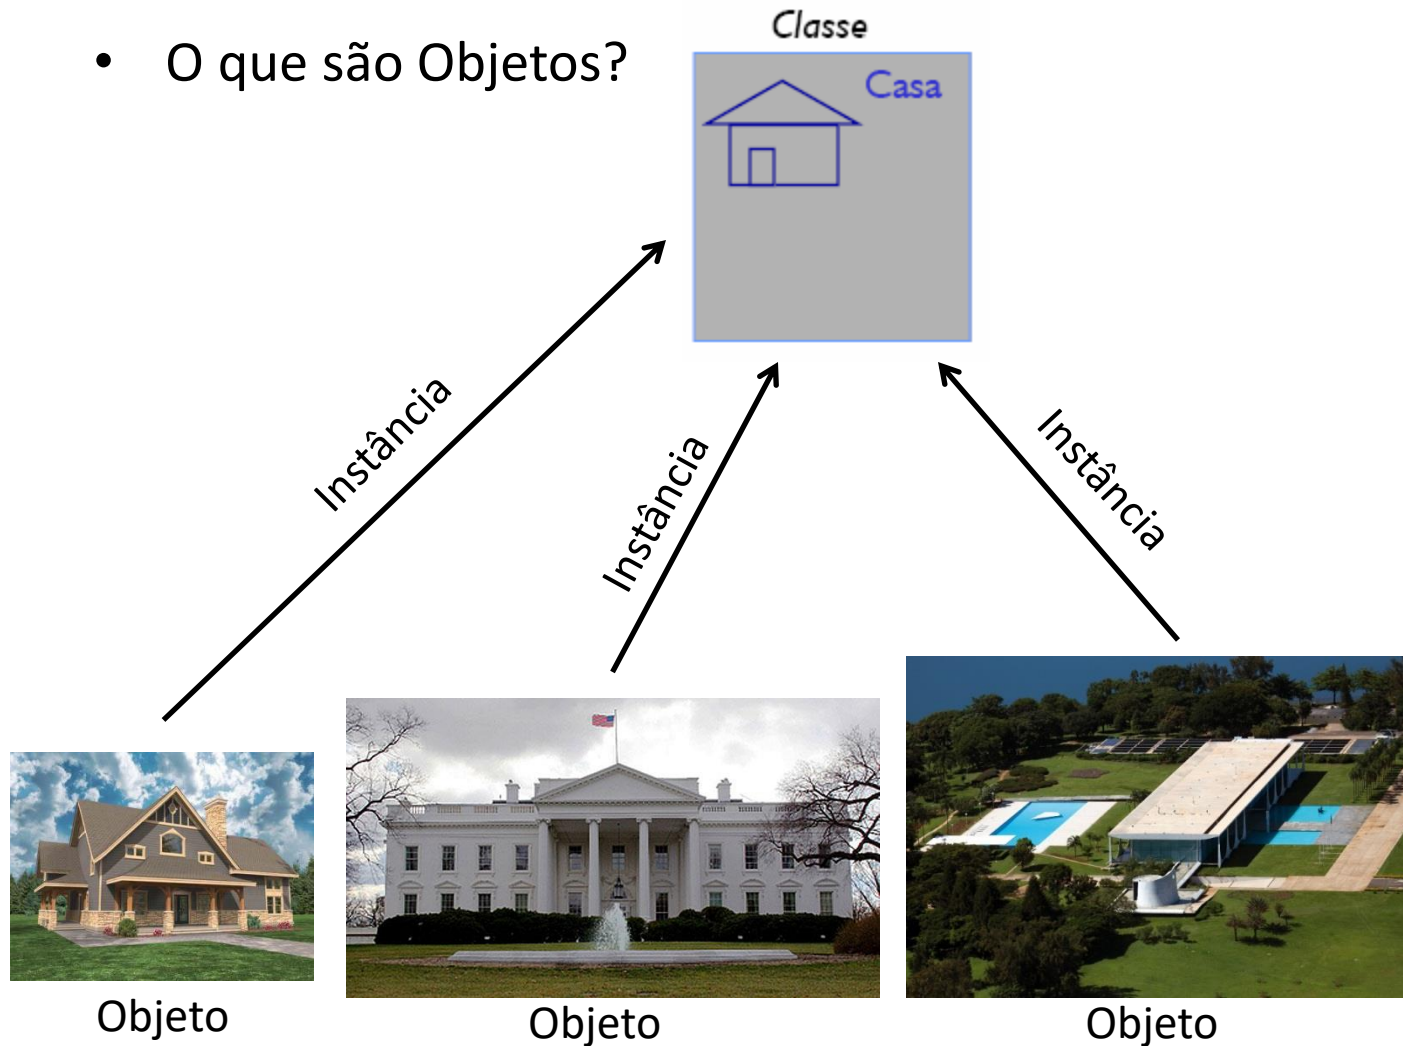 Classe
• O que são Objetos?
Casa
Instância
Instância
Instância
Objeto
Objeto
Objeto